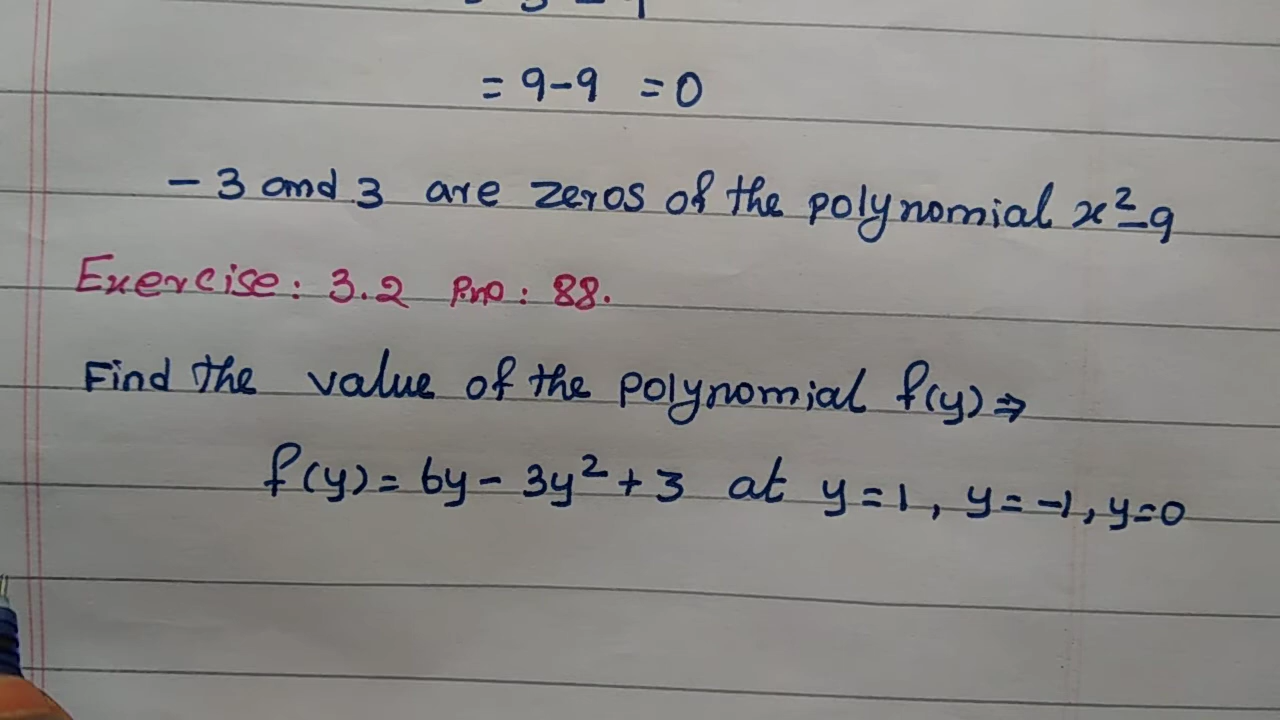 = 9-9 = 0
-3 and 3 are zeros of the polynomial x²-9
Exercise: 3.2 P.no: 88.
Find the value of the polynomial f(y) ⇒
f(y) = 6y - 3y² + 3 at y = 1, y = -1, y = 0